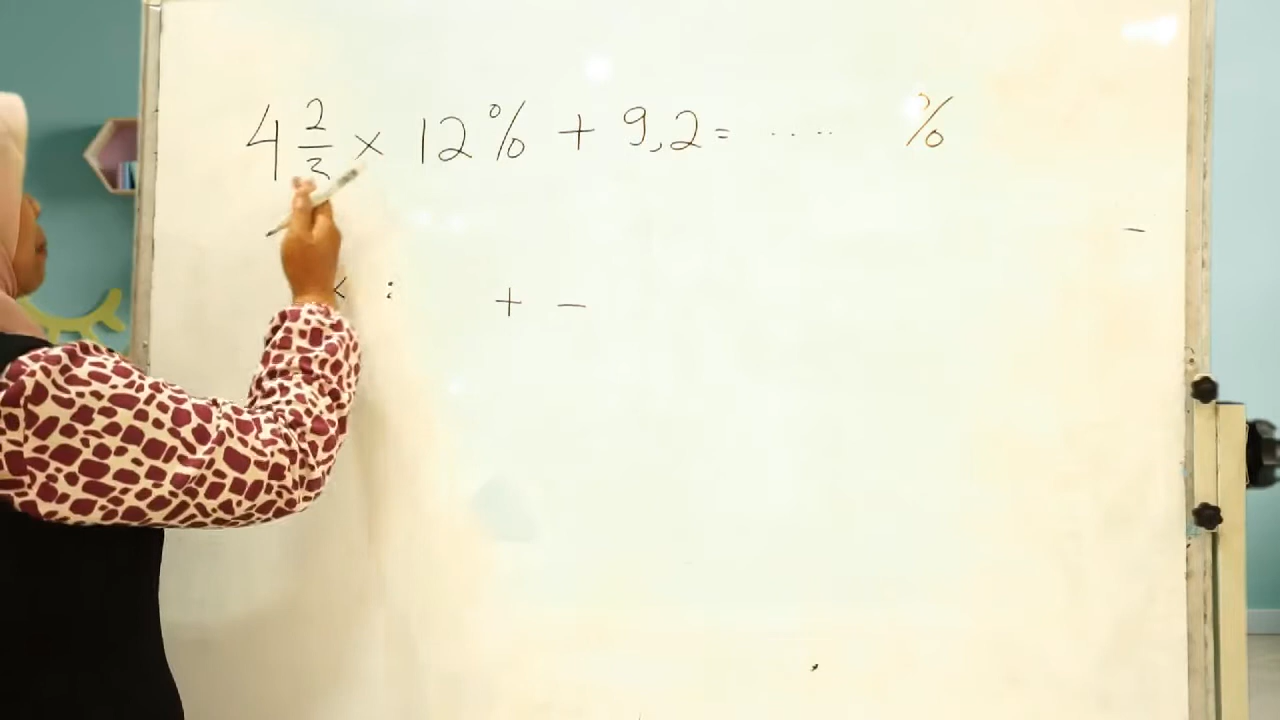 4 2/3 × 12% + 9,2 = ..... %
× : + -